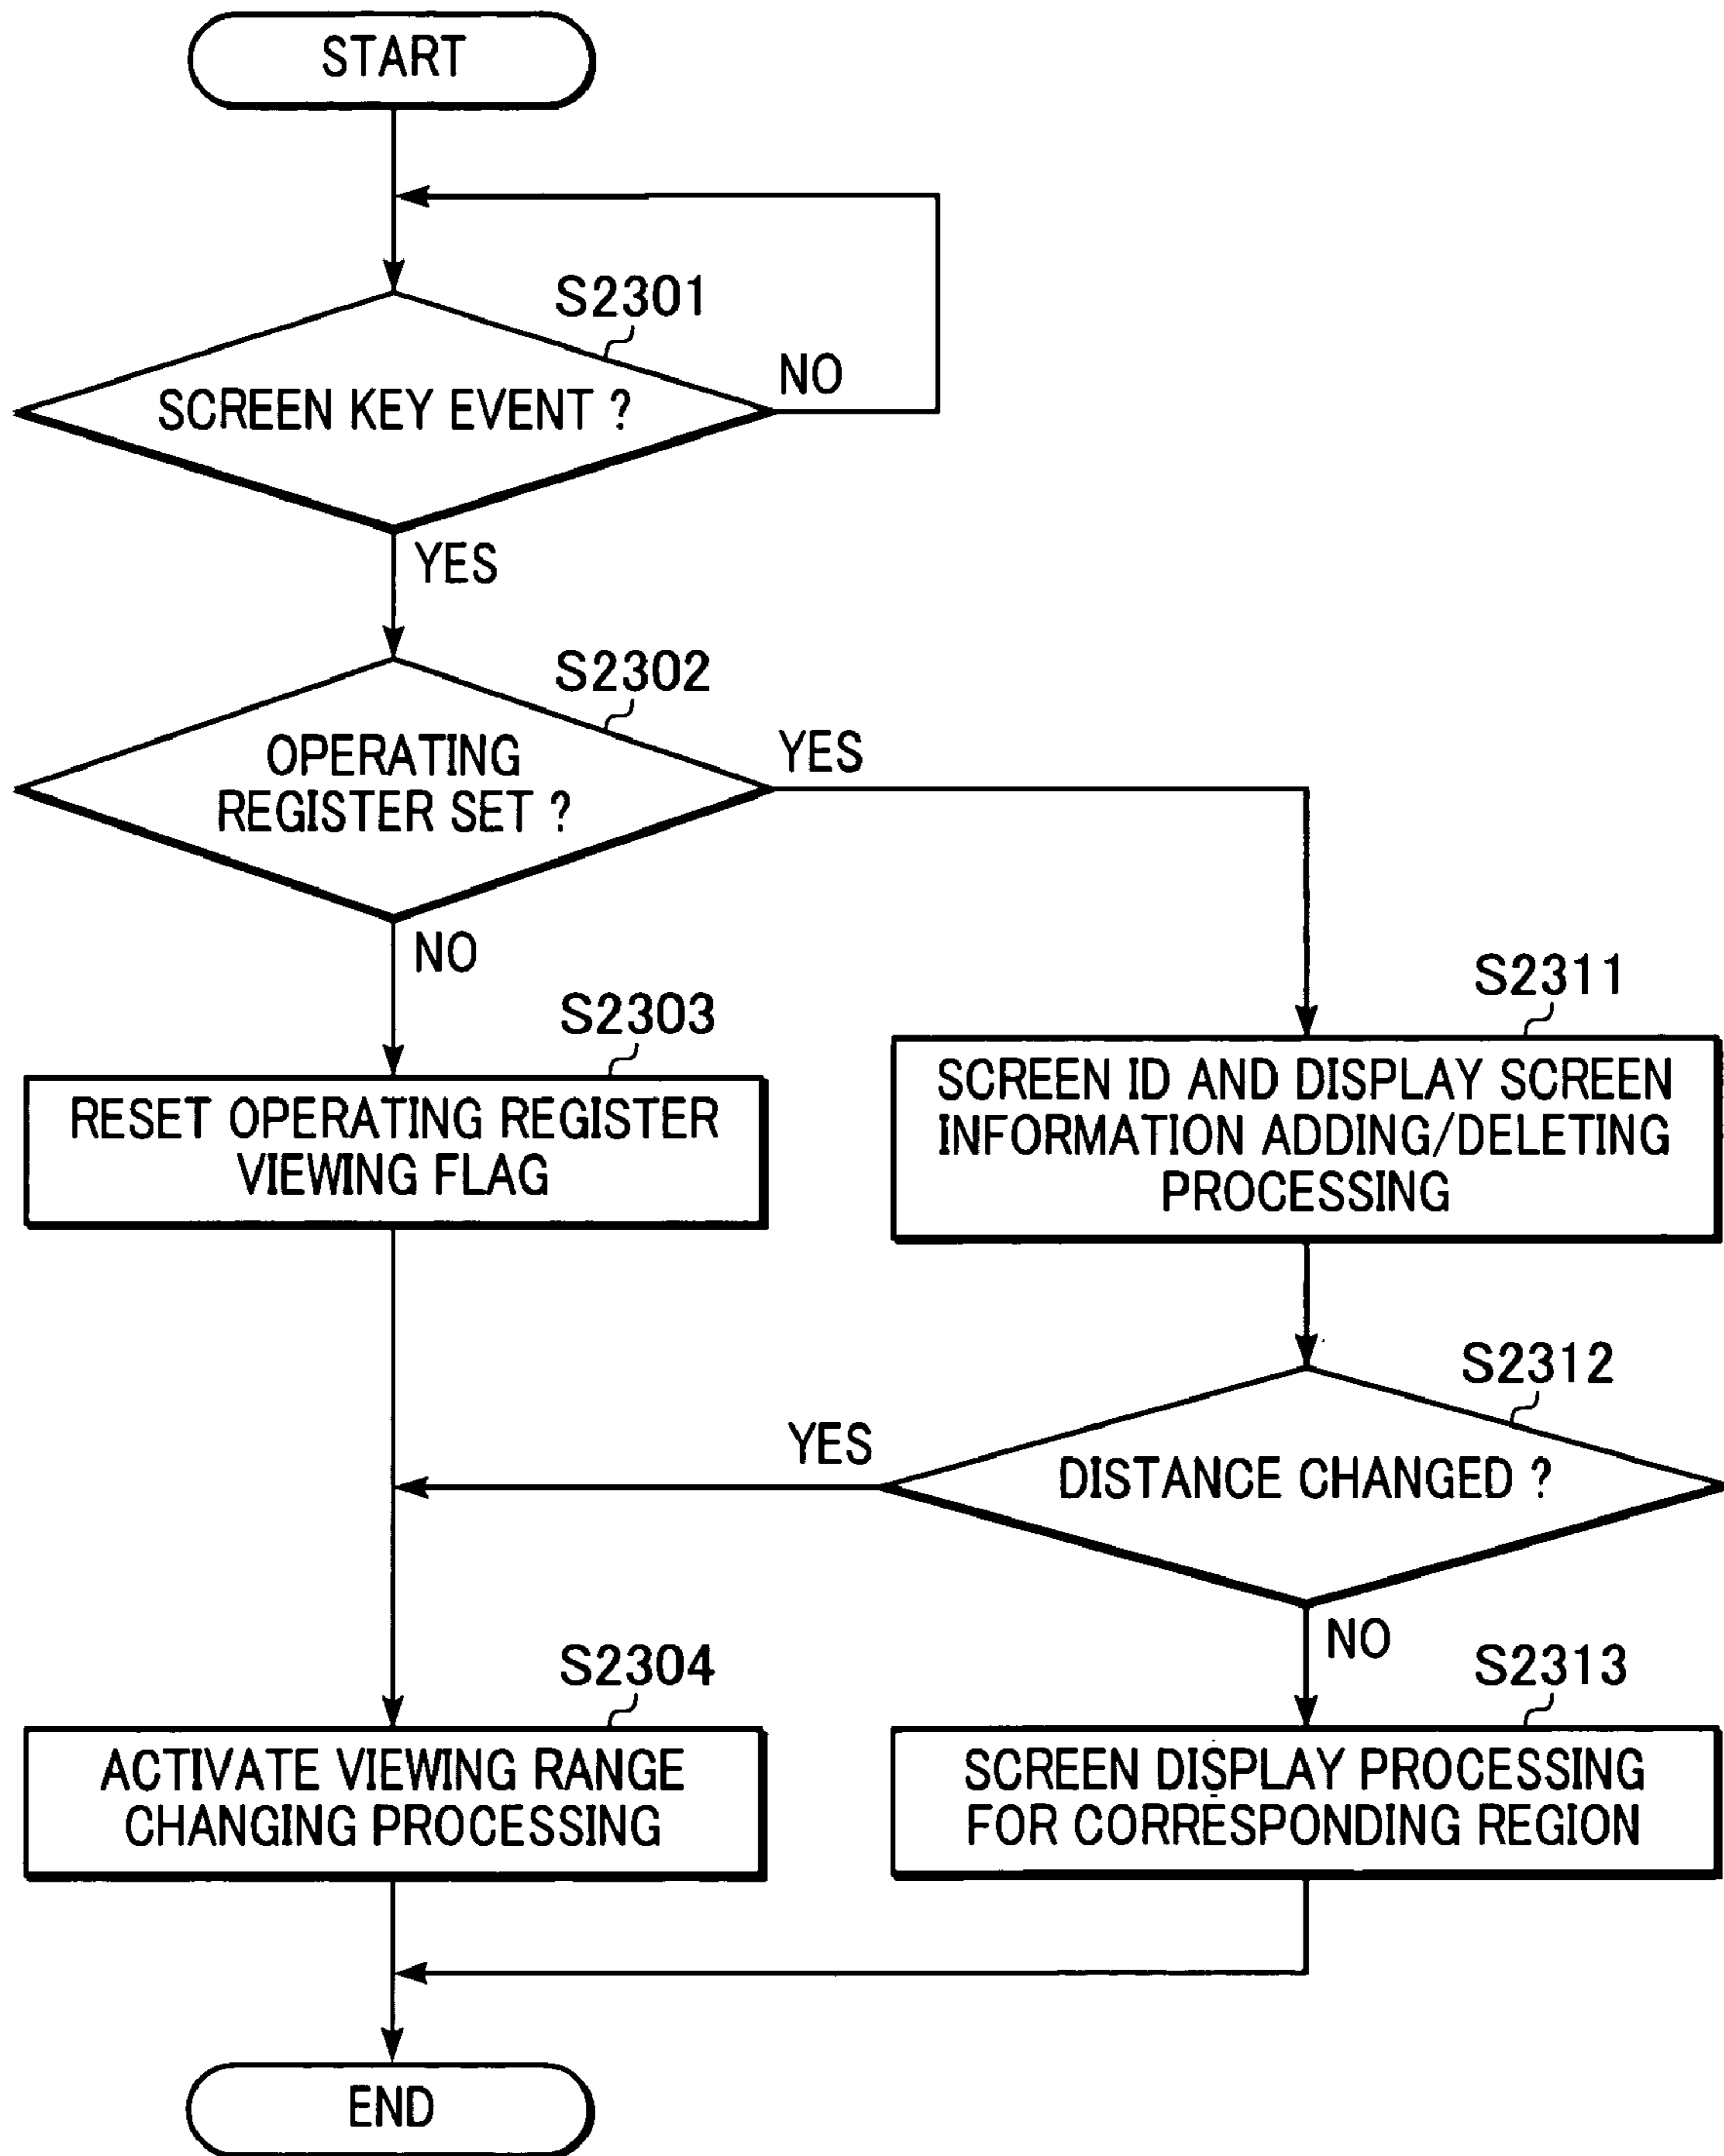 START
S2301
SCREEN KEY EVENT ?
NO
YES
S2302
OPERATING
REGISTER SET ?
YES
NO
S2303
RESET OPERATING REGISTER
VIEWING FLAG
S2311
SCREEN ID AND DISPLAY SCREEN
INFORMATION ADDING/DELETING
PROCESSING
S2312
DISTANCE CHANGED ?
YES
NO
S2304
ACTIVATE VIEWING RANGE
CHANGING PROCESSING
S2313
SCREEN DISPLAY PROCESSING
FOR CORRESPONDING REGION
END